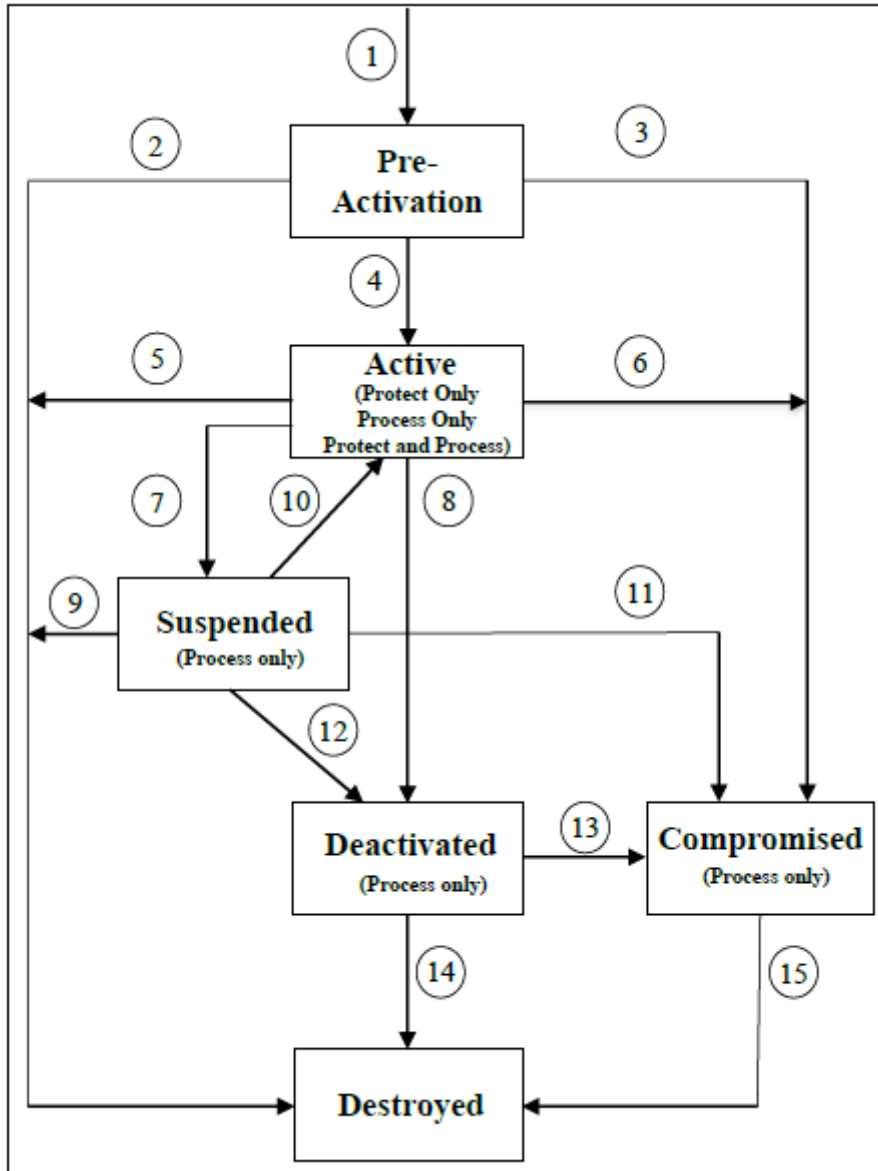 1
2
3
Pre-
Activation
4
5
Active
(Protect Only
Process Only
Protect and Process)
6
7
10
8
9
Suspended
(Process only)
11
12
Deactivated
(Process only)
13
Compromised
(Process only)
14
15
Destroyed